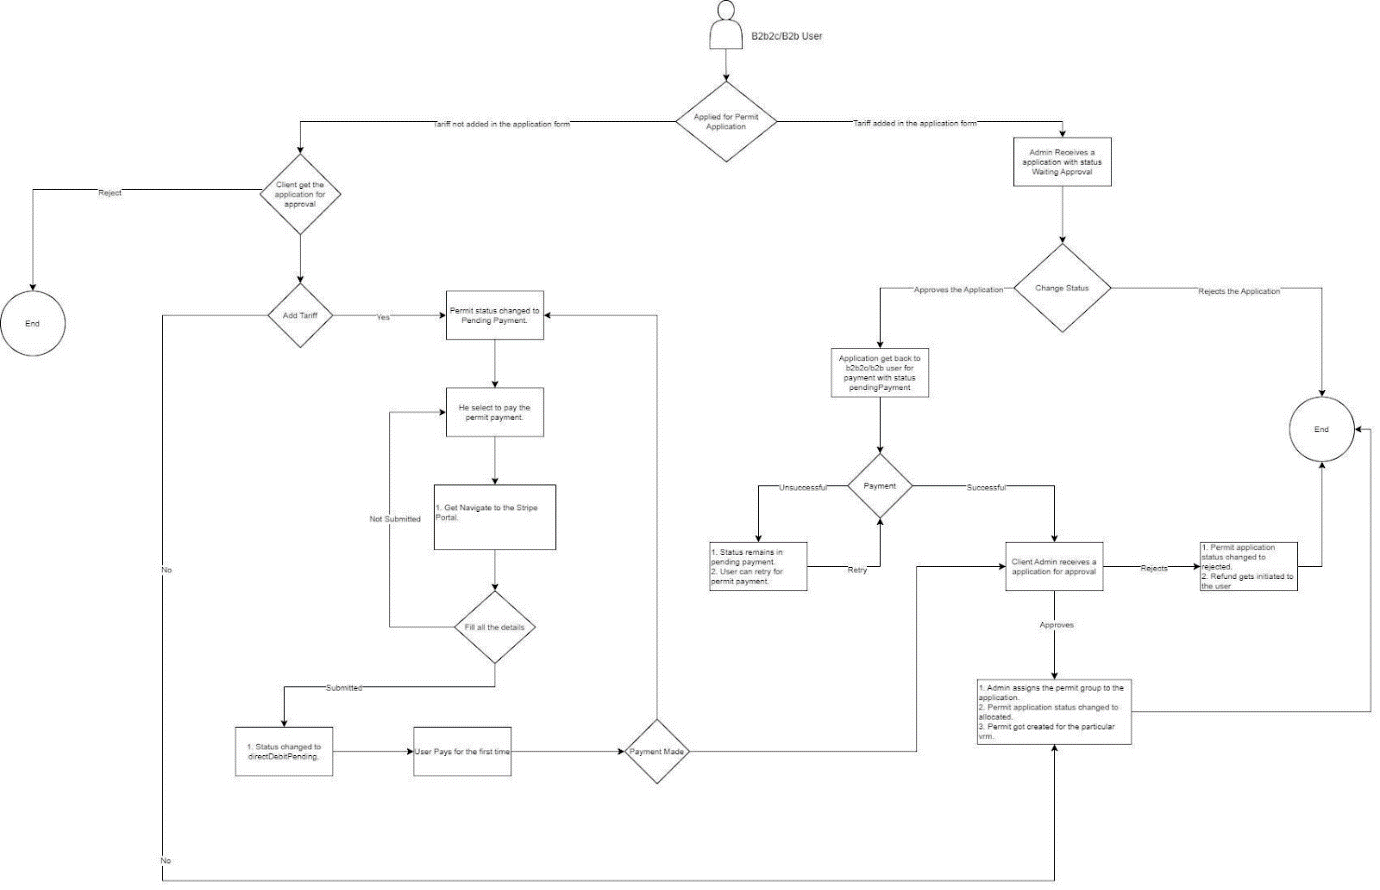 B2b2c/B2b User
Applied for Permit
Application
Tariff not added in the application form
Tariff added in the application form
Admin Receives a
application with status
Waiting Approval
Client get the
application for
approval
Reject
End
Add Tariff
Yes
Permit status changed to
Pending Payment.
Change Status
Approves the Application
Rejects the Application
Application get back to
b2b2c/b2b user for
payment with status
pendingPayment
He select to pay the
permit payment.
End
Payment
Unsuccessful
Successful
1. Get Navigate to the Stripe
Portal.
Not Submitted
1. Status remains in
pending payment.
2. User can retry for
permit payment.
Retry
Client Admin receives a
application for approval
Rejects
1. Permit application
status changed to
rejected.
2. Refund gets initiated to
the user
No
Fill all the details
Approves
Submitted
1. Admin assigns the permit group to the
application.
2. Permit application status changed to
allocated.
3. Permit got created for the particular
vrm.
1. Status changed to
directDebitPending.
User Pays for the first time
Payment Made
No